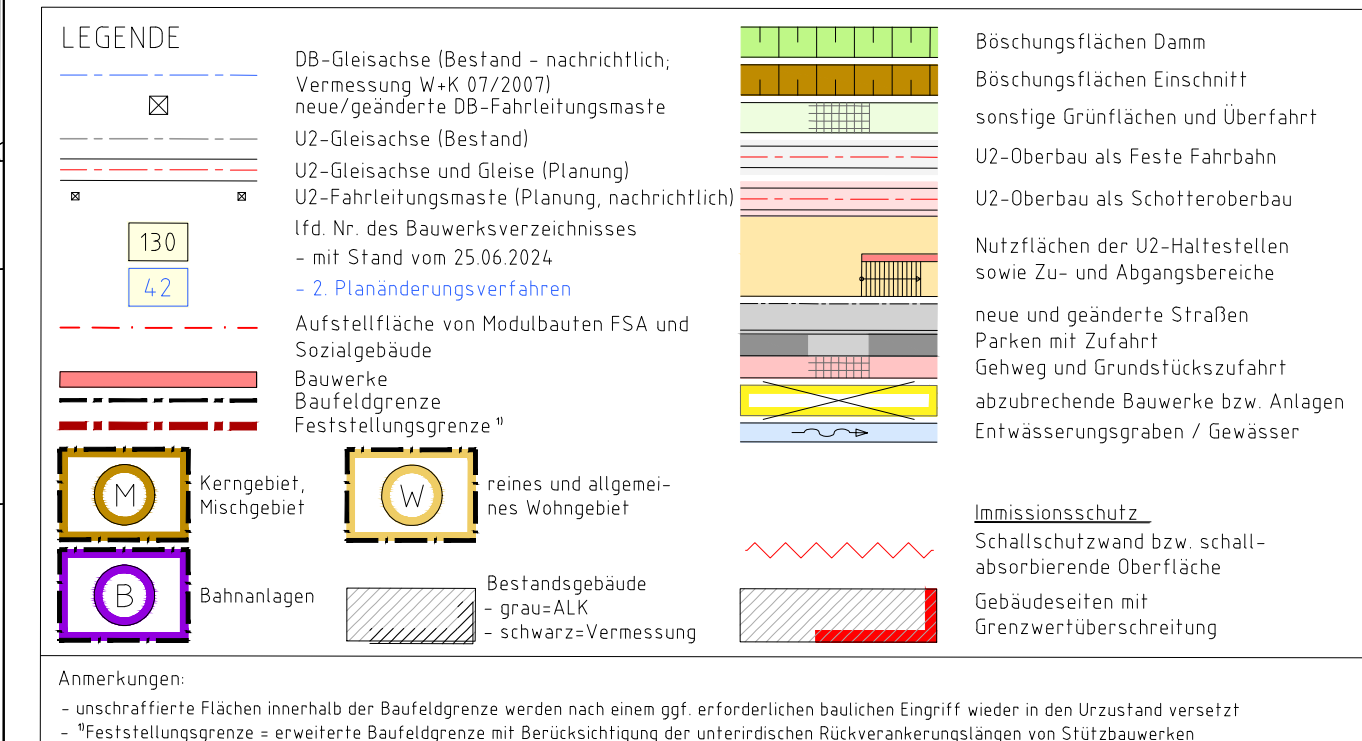 LEGENDE
DB-Gleisachse (Bestand - nachrichtlich;
Vermessung W+K 07/2007)
neue/geänderte DB-Fahrleitungsmaste
U2-Gleisachse (Bestand)
U2-Gleisachse und Gleise (Planung)
U2-Fahrleitungsmaste (Planung, nachrichtlich)
130
lfd. Nr. des Bauwerksverzeichnisses
- mit Stand vom 25.06.2024
42
- 2. Planänderungsverfahren
Aufstellfläche von Modulbauten FSA und
Sozialgebäude
Bauwerke
Baufeldgrenze
Feststellungsgrenze ¹⁾
M
Kerngebiet,
Mischgebiet
W
reines und allgemei-
nes Wohngebiet
B
Bahnanlagen
Bestandsgebäude
- grau=ALK
- schwarz=Vermessung
Böschungsflächen Damm
Böschungsflächen Einschnitt
sonstige Grünflächen und Überfahrt
U2-Oberbau als Feste Fahrbahn
U2-Oberbau als Schotteroberbau
Nutzflächen der U2-Haltestellen
sowie Zu- und Abgangsbereiche
neue und geänderte Straßen
Parken mit Zufahrt
Gehweg und Grundstückszufahrt
abzubrechende Bauwerke bzw. Anlagen
Entwässerungsgraben / Gewässer
Immissionsschutz
Schallschutzwand bzw. schall-
absorbierende Oberfläche
Gebäudeseiten mit
Grenzwertüberschreitung
Anmerkungen:
- unschraffierte Flächen innerhalb der Baufeldgrenze werden nach einem ggf. erforderlichen baulichen Eingriff wieder in den Urzustand versetzt
- ¹⁾Feststellungsgrenze = erweiterte Baufeldgrenze mit Berücksichtigung der unterirdischen Rückverankerungslängen von Stützbauwerken